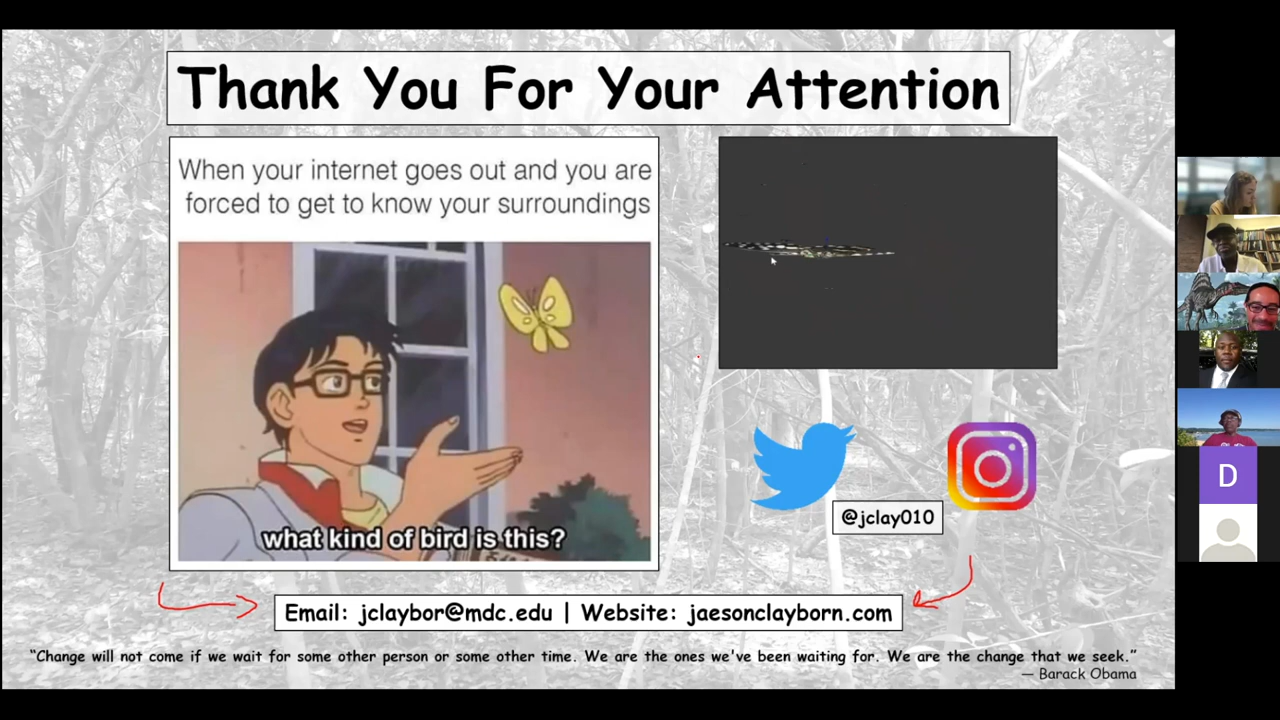 Thank You For Your Attention
When your internet goes out and you are
forced to get to know your surroundings
what kind of bird is this?
@jclay010
Email: jclaybor@mdc.edu | Website: jaesonclayborn.com
“Change will not come if we wait for some other person or some other time. We are the ones we've been waiting for. We are the change that we seek.”
— Barack Obama
D